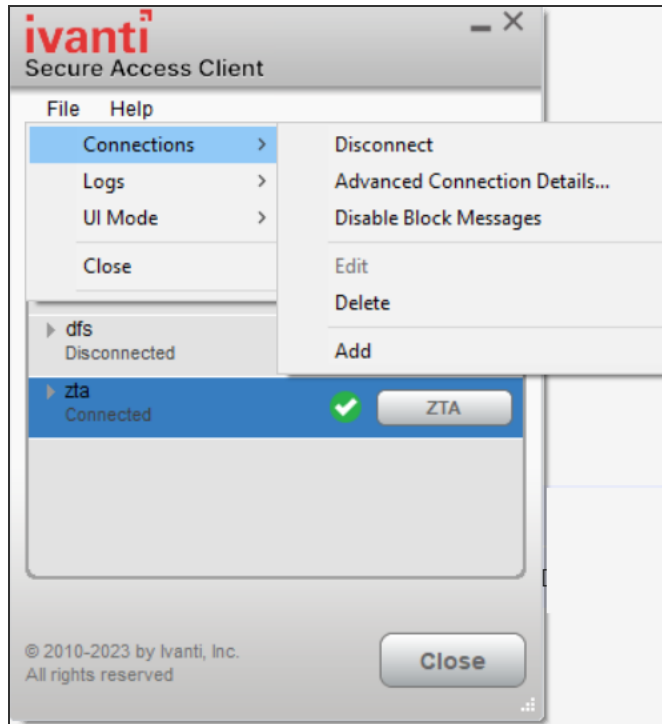 ivanti
Secure Access Client
File Help
Connections
Logs
UI Mode
Close
Disconnect
Advanced Connection Details...
Disable Block Messages
Edit
Delete
Add
dfs
Disconnected
zta
Connected
ZTA
© 2010-2023 by Ivanti, Inc.
All rights reserved
Close